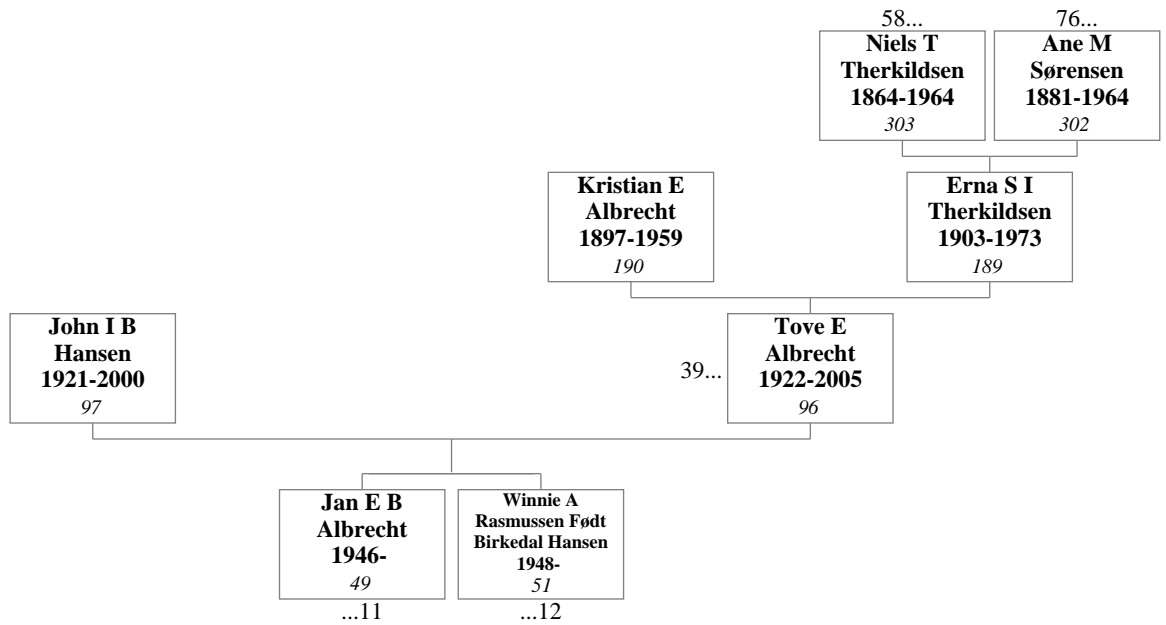 58...
76...
Niels T
Therkildsen
1864-1964
303
Ane M
Sørensen
1881-1964
302
Kristian E
Albrecht
1897-1959
190
Erna S I
Therkildsen
1903-1973
189
John I B
Hansen
1921-2000
97
39...
Tove E
Albrecht
1922-2005
96
Jan E B
Albrecht
1946-
49
Winnie A
Rasmussen Født
Birkedal Hansen
1948-
51
...11
...12